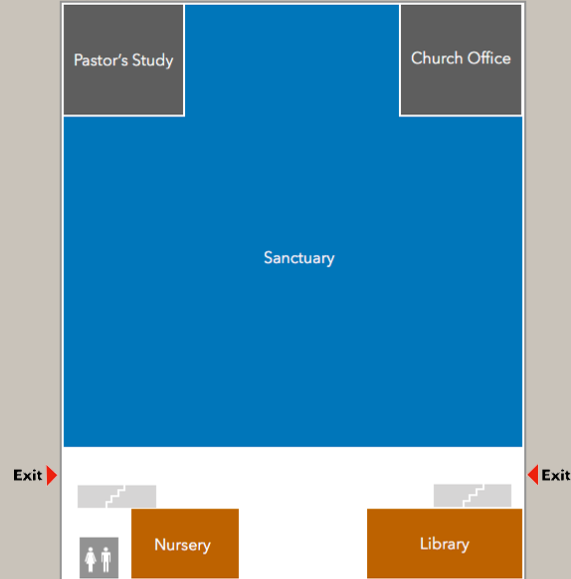 Pastor's Study
Church Office
Sanctuary
Exit
Exit
Nursery
Library